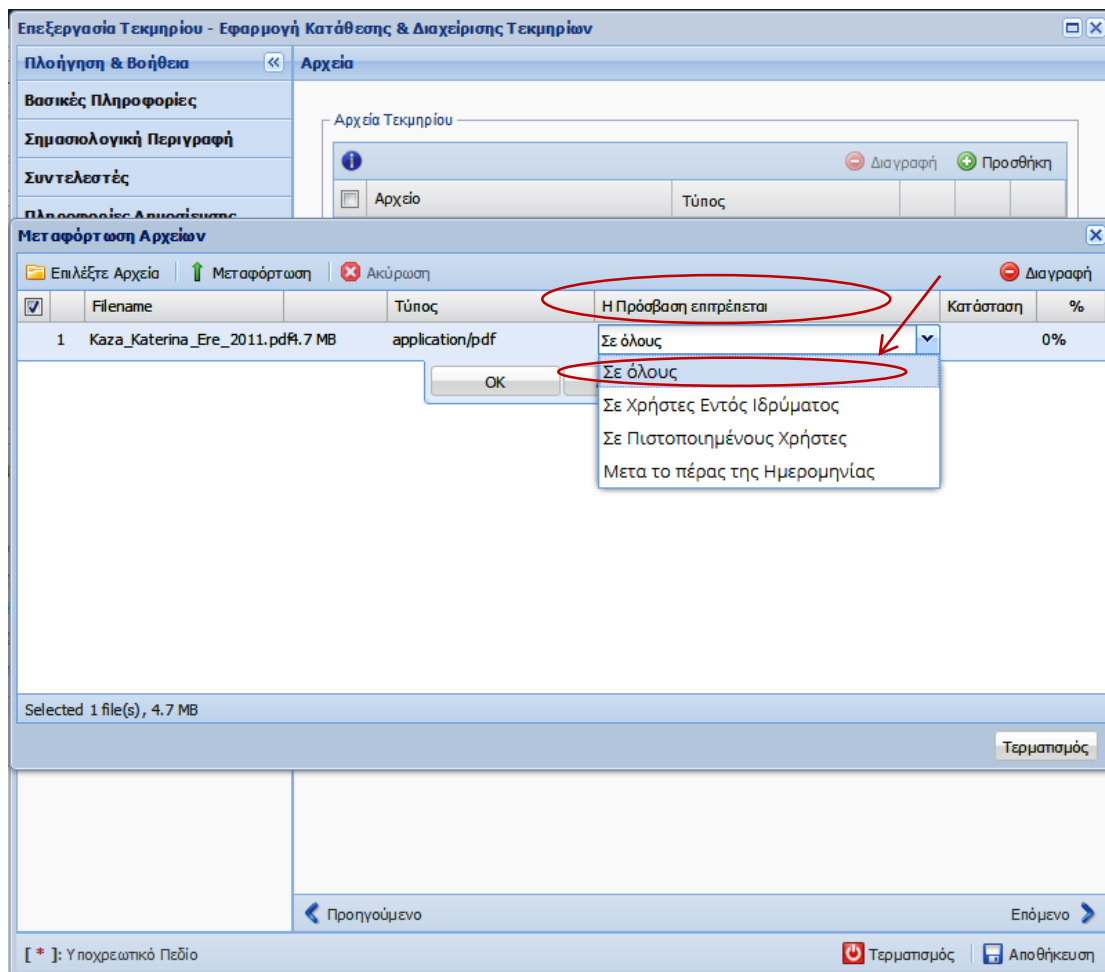 Επεξεργασία Τεκμηρίου - Εφαρμογή Κατάθεσης & Διαχείρισης Τεκμηρίων
Πλοήγηση & Βοήθεια
Αρχεία
Βασικές Πληροφορίες
Σημασιολογική Περιγραφή
Συντελεστές
Πληροφορίες Δημοσίευσης
Αρχεία Τεκμηρίου
Διαγραφή Προσθήκη
Αρχείο Τύπος
Μεταφόρτωση Αρχείων
Επιλέξτε Αρχεία Μεταφόρτωση Ακύρωση Διαγραφή
Filename Τύπος Η Πρόσβαση επιτρέπεται Κατάσταση %
1 Kaza_Katerina_Ere_2011.pdf 4.7 MB application/pdf Σε όλους 0%
OK
Σε όλους
Σε Χρήστες Εντός Ιδρύματος
Σε Πιστοποιημένους Χρήστες
Μετα το πέρας της Ημερομηνίας
Selected 1 file(s), 4.7 MB
Τερματισμός
Προηγούμενο Επόμενο
[ * ]: Υποχρεωτικό Πεδίο Τερματισμός Αποθήκευση